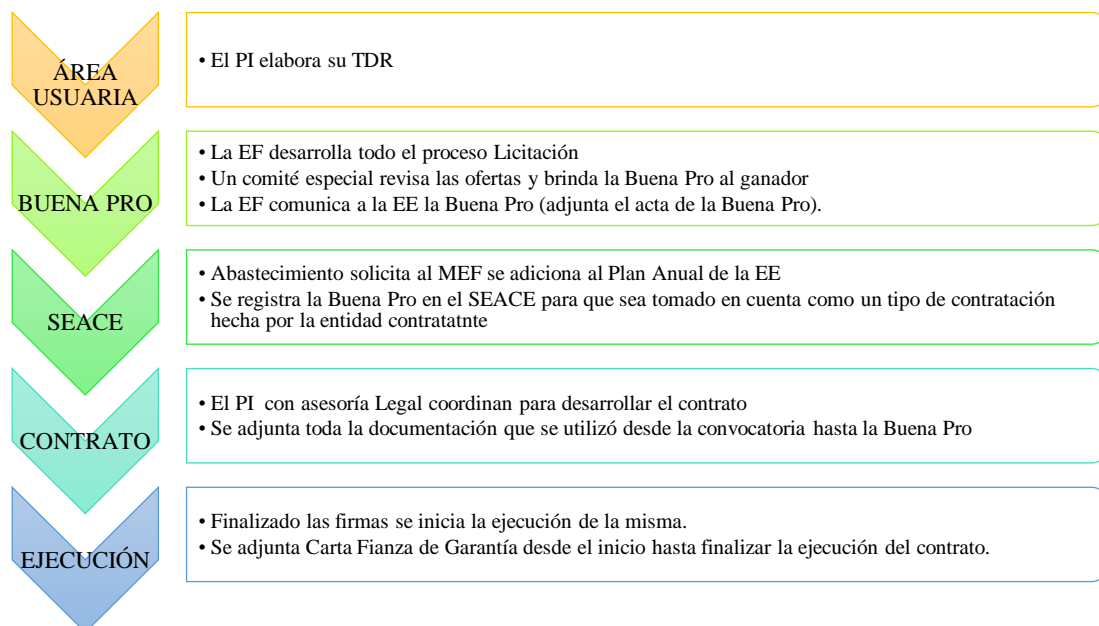 ÁREA
USUARIA
• El PI elabora su TDR
BUENA PRO
• La EF desarrolla todo el proceso Licitación
• Un comité especial revisa las ofertas y brinda la Buena Pro al ganador
• La EF comunica a la EE la Buena Pro (adjunta el acta de la Buena Pro).
SEACE
• Abastecimiento solicita al MEF se adiciona al Plan Anual de la EE
• Se registra la Buena Pro en el SEACE para que sea tomado en cuenta como un tipo de contratación
hecha por la entidad contratatnte
CONTRATO
• El PI con asesoría Legal coordinan para desarrollar el contrato
• Se adjunta toda la documentación que se utilizó desde la convocatoria hasta la Buena Pro
EJECUCIÓN
• Finalizado las firmas se inicia la ejecución de la misma.
• Se adjunta Carta Fianza de Garantía desde el inicio hasta finalizar la ejecución del contrato.